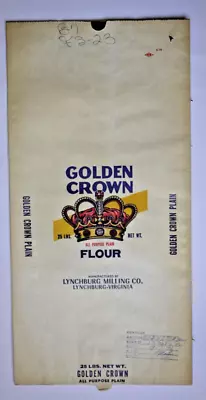 GOLDEN
CROWN
25 LBS. NET WT.
ALL PURPOSE PLAIN
FLOUR
GOLDEN CROWN PLAIN
GOLDEN CROWN PLAIN
MANUFACTURED BY
LYNCHBURG MILLING CO.
LYNCHBURG-VIRGINIA
25 LBS. NET WT.
GOLDEN CROWN
ALL PURPOSE PLAIN